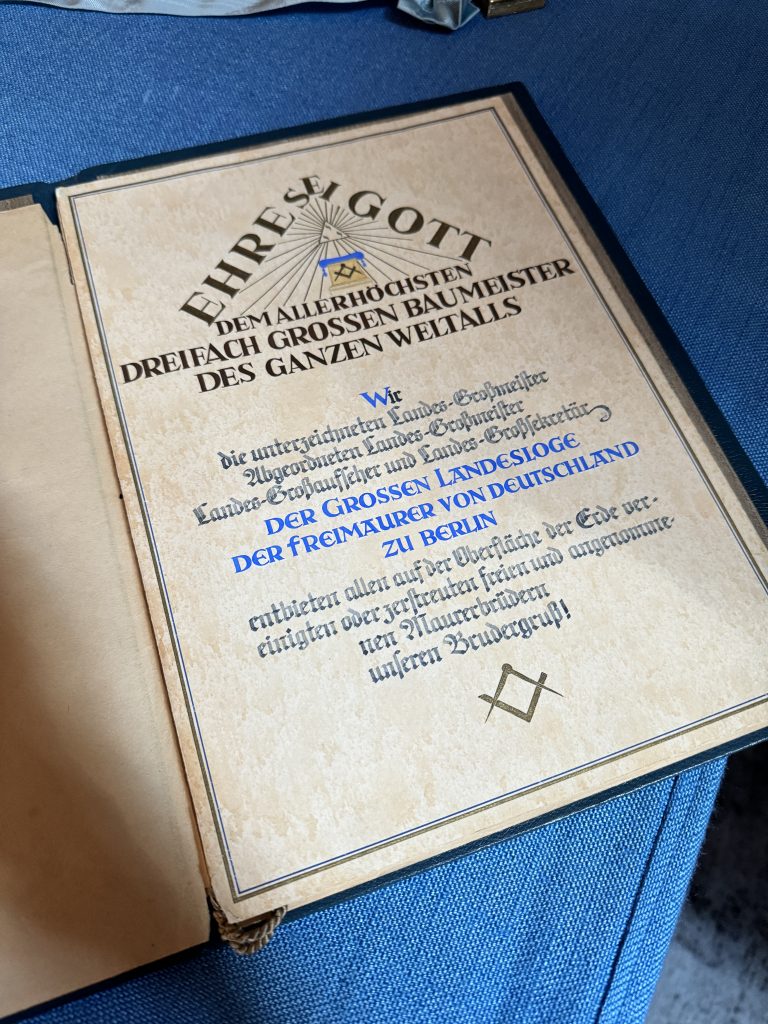 EHRE SEI GOTT
DEM ALLERHÖCHSTEN
DREIFACH GROSSEN BAUMEISTER
DES GANZEN WELTALLS
Wir
die unterzeichneten Landes-Großmeister
Abgeordneten Landes-Großmeister
Landes-Großaufseher und Landes-Großsekretär
DER GROSSEN LANDESLOGE
DER FREIMAURER VON DEUTSCHLAND
ZU BERLIN
entbieten allen auf der Oberfläche der Erde ver-
einigten oder zerstreuten freien und angenomme-
nen Maurerbrüdern
unseren Brudergruß!